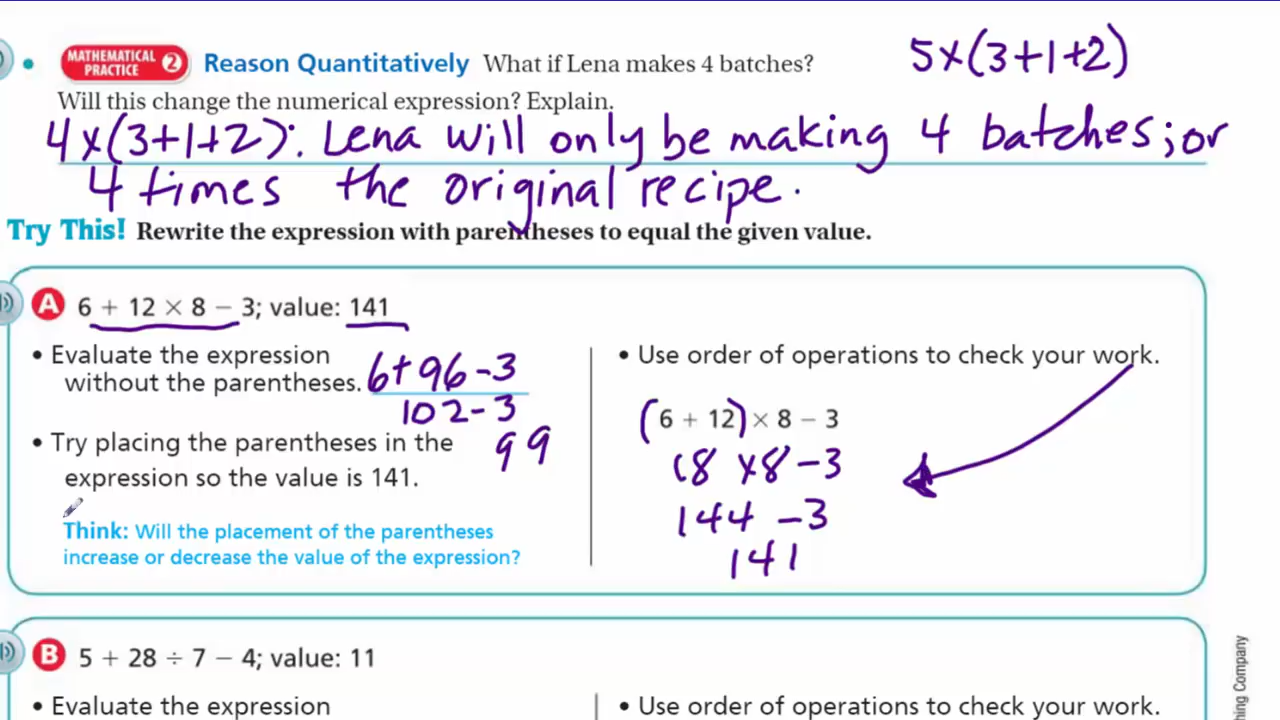 MATHEMATICAL PRACTICE 2 Reason Quantitatively What if Lena makes 4 batches? 5×(3+1+2)
Will this change the numerical expression? Explain.
4×(3+1+2): Lena will only be making 4 batches; or
4 times the original recipe.
Try This! Rewrite the expression with parentheses to equal the given value.
A 6 + 12 × 8 − 3; value: 141
• Evaluate the expression
without the parentheses. 6+96-3
102-3
99
• Try placing the parentheses in the
expression so the value is 141.
Think: Will the placement of the parentheses
increase or decrease the value of the expression?
• Use order of operations to check your work.
(6 + 12) × 8 − 3
18 ×8 -3
144 -3
141
B 5 + 28 ÷ 7 − 4; value: 11
• Evaluate the expression
• Use order of operations to check your work.
hing Company